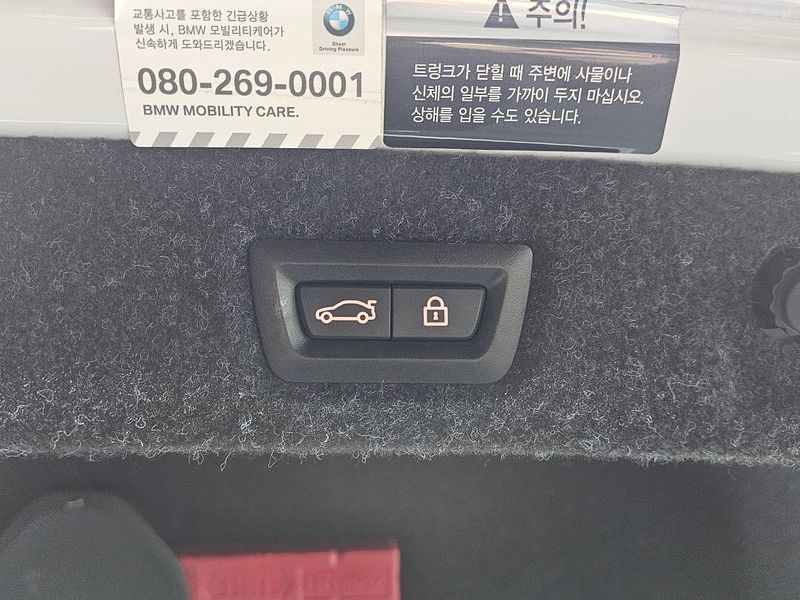 교통사고를 포함한 긴급상황
발생 시, BMW 모빌리티케어가
신속하게 도와드리겠습니다.
Sheer
Driving Pleasure
080-269-0001
BMW MOBILITY CARE.
주의!
트렁크가 닫힐 때 주변에 사물이나
신체의 일부를 가까이 두지 마십시오.
상해를 입을 수도 있습니다.